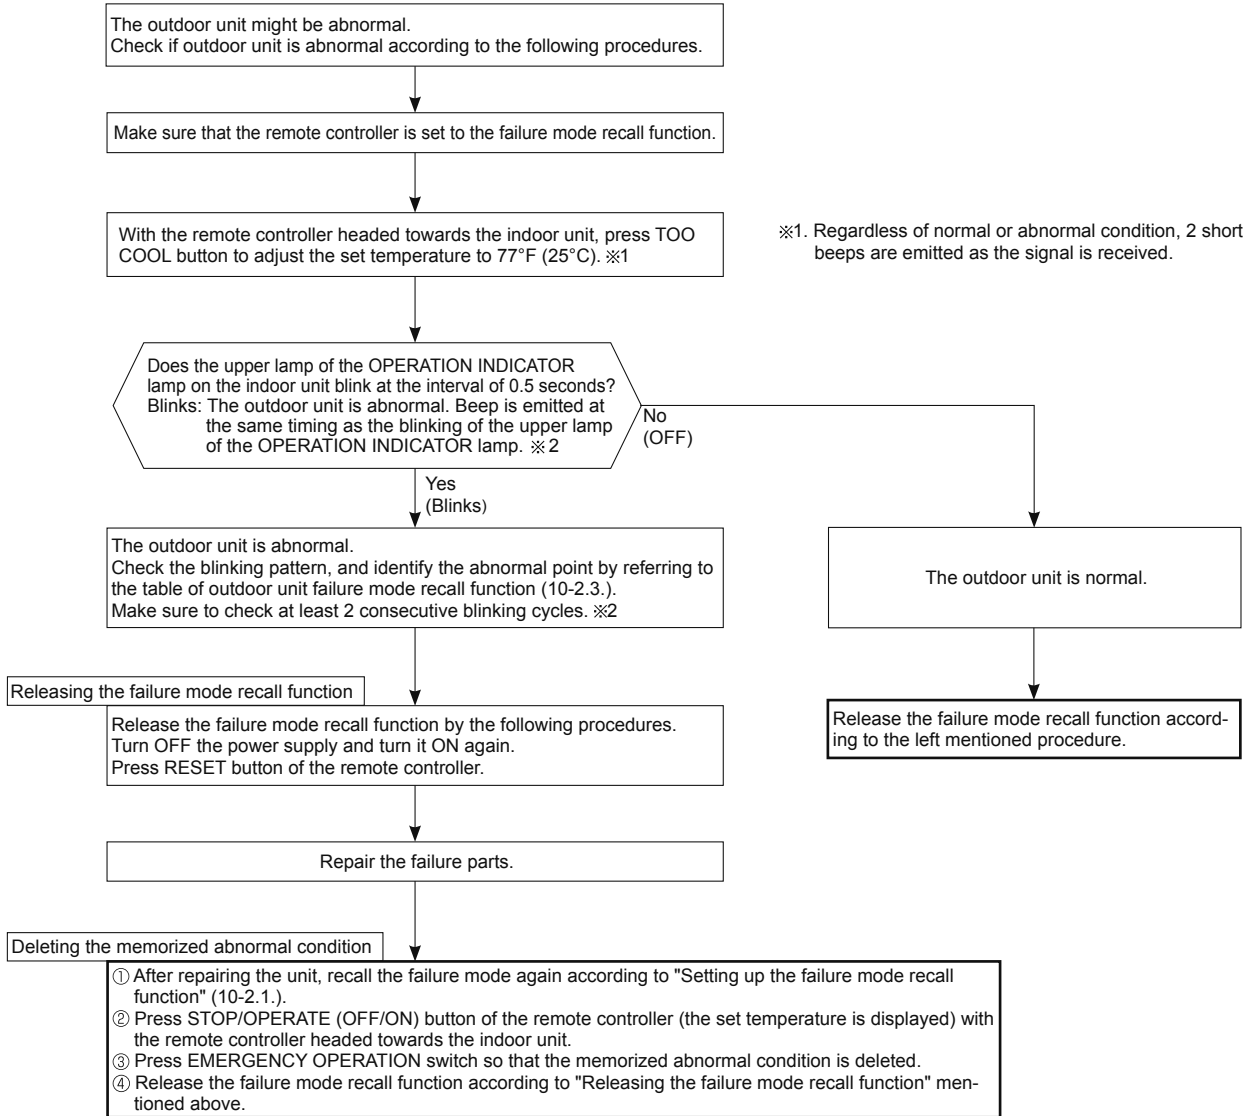 The outdoor unit might be abnormal.
Check if outdoor unit is abnormal according to the following procedures.
Make sure that the remote controller is set to the failure mode recall function.
With the remote controller headed towards the indoor unit, press TOO
COOL button to adjust the set temperature to 77°F (25°C). ※1
※1. Regardless of normal or abnormal condition, 2 short
beeps are emitted as the signal is received.
Does the upper lamp of the OPERATION INDICATOR
lamp on the indoor unit blink at the interval of 0.5 seconds?
Blinks: The outdoor unit is abnormal. Beep is emitted at
the same timing as the blinking of the upper lamp
of the OPERATION INDICATOR lamp. ※2
No
(OFF)
Yes
(Blinks)
The outdoor unit is abnormal.
Check the blinking pattern, and identify the abnormal point by referring to
the table of outdoor unit failure mode recall function (10-2.3.).
Make sure to check at least 2 consecutive blinking cycles. ※2
The outdoor unit is normal.
Releasing the failure mode recall function
Release the failure mode recall function by the following procedures.
Turn OFF the power supply and turn it ON again.
Press RESET button of the remote controller.
Release the failure mode recall function accord-
ing to the left mentioned procedure.
Repair the failure parts.
Deleting the memorized abnormal condition
① After repairing the unit, recall the failure mode again according to "Setting up the failure mode recall
function" (10-2.1.).
② Press STOP/OPERATE (OFF/ON) button of the remote controller (the set temperature is displayed) with
the remote controller headed towards the indoor unit.
③ Press EMERGENCY OPERATION switch so that the memorized abnormal condition is deleted.
④ Release the failure mode recall function according to "Releasing the failure mode recall function" men-
tioned above.